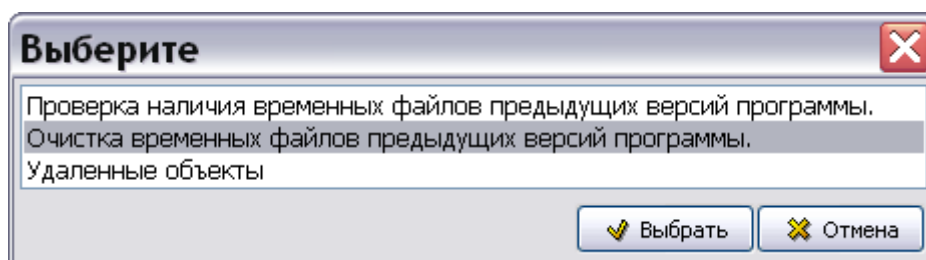 Выберите
Проверка наличия временных файлов предыдущих версий программы.
Очистка временных файлов предыдущих версий программы.
Удаленные объекты
Выбрать Отмена